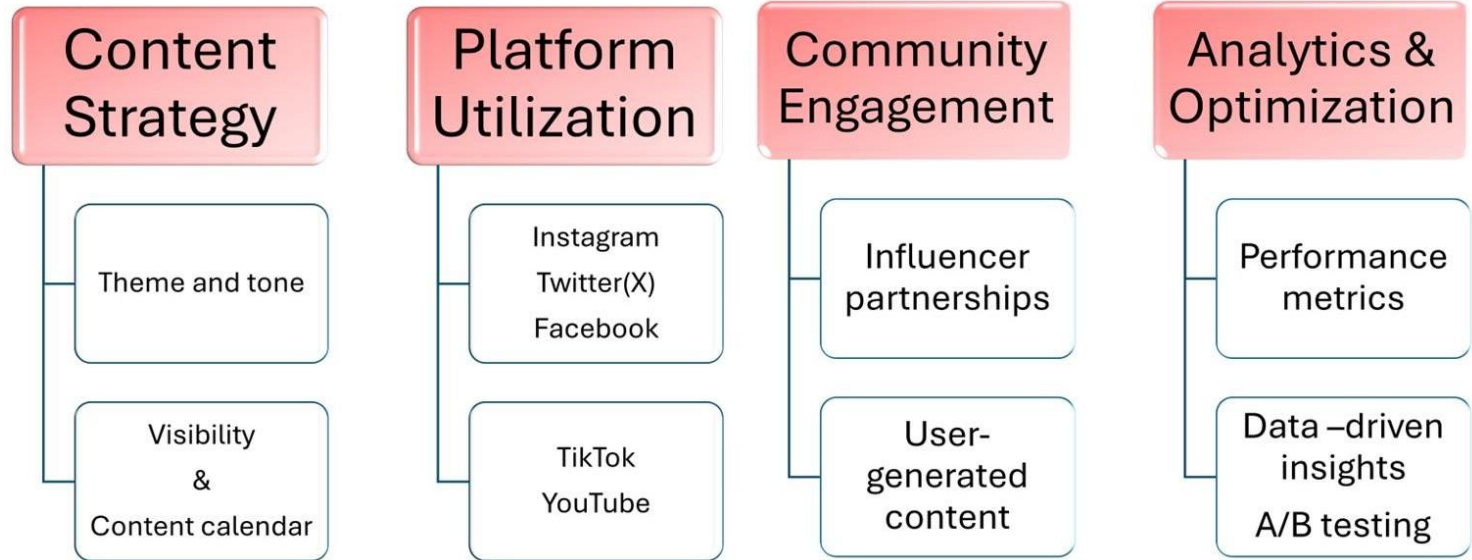 Content
Strategy
Theme and tone
Visibility
&
Content calendar
Platform
Utilization
Instagram
Twitter(X)
Facebook
TikTok
YouTube
Community
Engagement
Influencer
partnerships
User-
generated
content
Analytics &
Optimization
Performance
metrics
Data –driven
insights
A/B testing